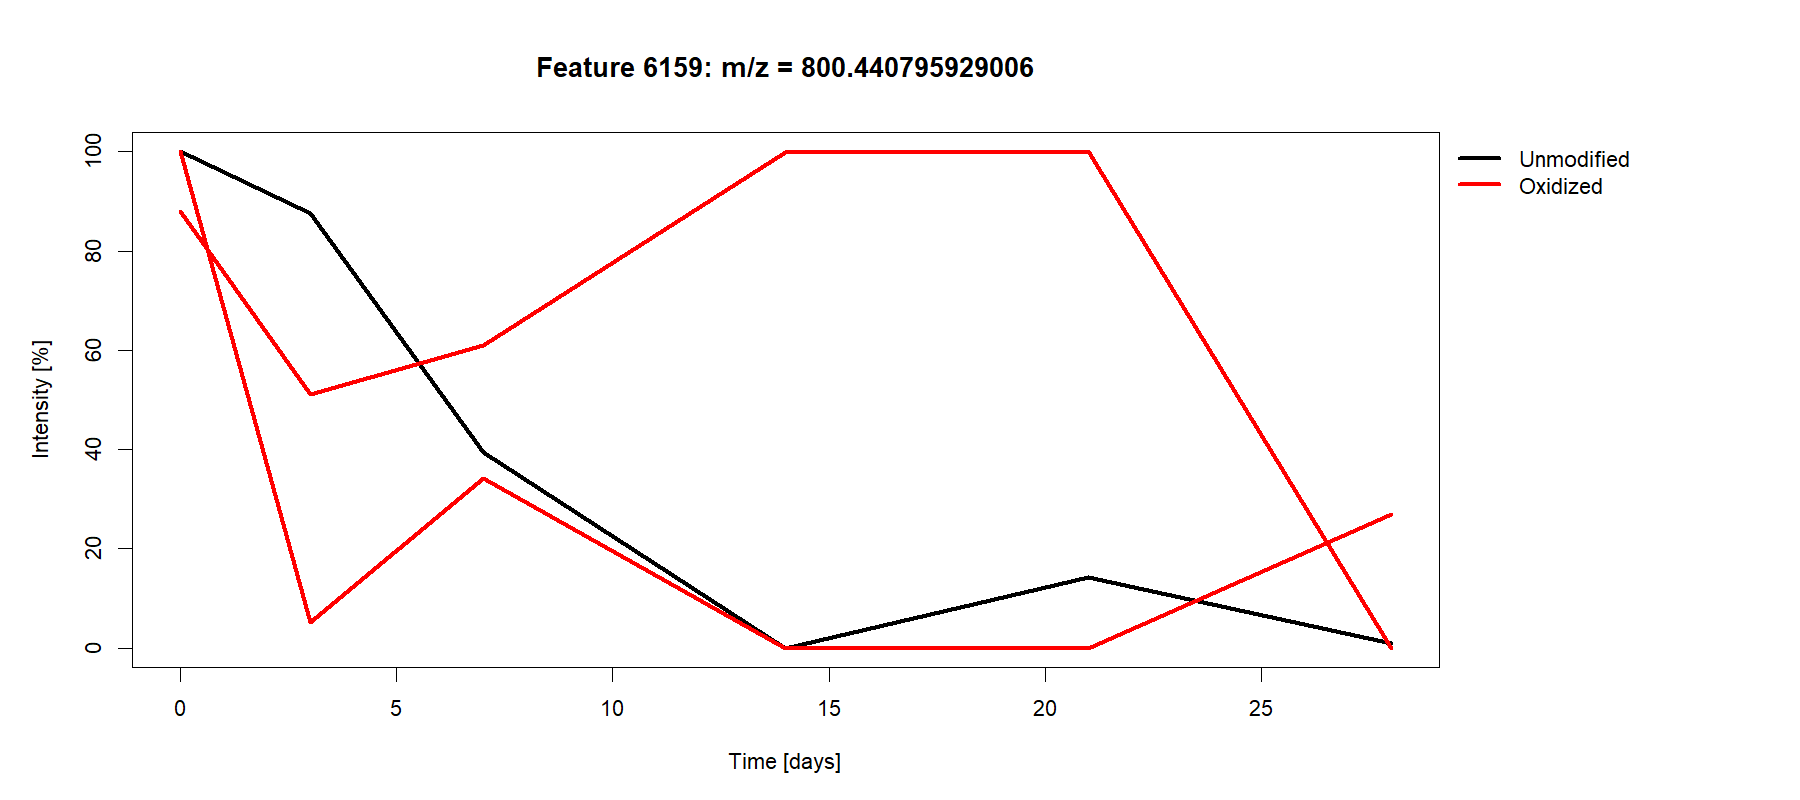 Feature 6159: m/z = 800.440795929006
Unmodified
Oxidized
Intensity [%]
100
80
60
40
20
0
0 5 10 15 20 25
Time [days]